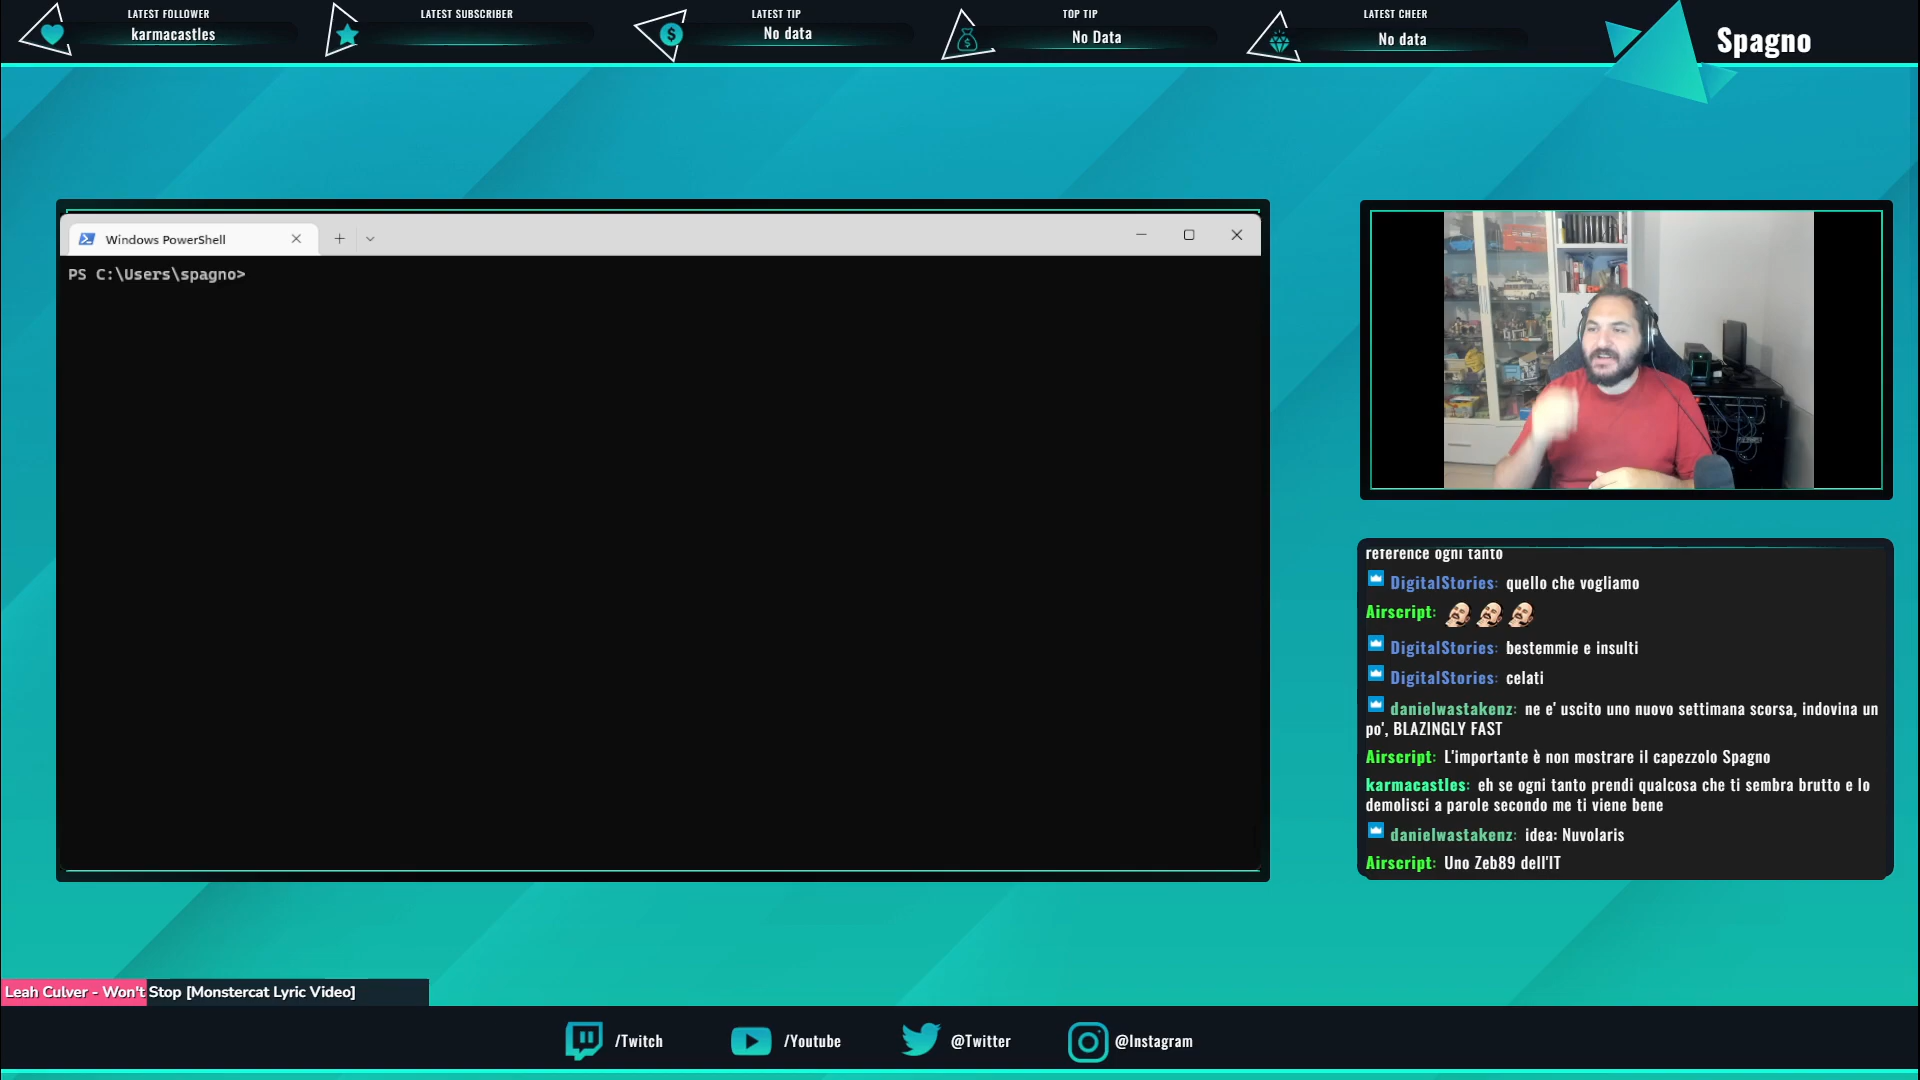 LATEST FOLLOWER
karmacastles
LATEST SUBSCRIBER
LATEST TIP
No data
TOP TIP
No Data
LATEST CHEER
No data
Spagno
Windows PowerShell
PS C:\Users\spagno>
reference ogni tanto
DigitalStories: quello che vogliamo
Airscript:
DigitalStories: bestemmie e insulti
DigitalStories: celati
danielwastakenz: ne e' uscito uno nuovo settimana scorsa, indovina un
po', BLAZINGLY FAST
Airscript: L'importante è non mostrare il capezzolo Spagno
karmacastles: eh se ogni tanto prendi qualcosa che ti sembra brutto e lo
demolisci a parole secondo me ti viene bene
danielwastakenz: idea: Nuvolaris
Airscript: Uno Zeb89 dell'IT
Leah Culver - Won't Stop [Monstercat Lyric Video]
/Twitch
/Youtube
@Twitter
@Instagram